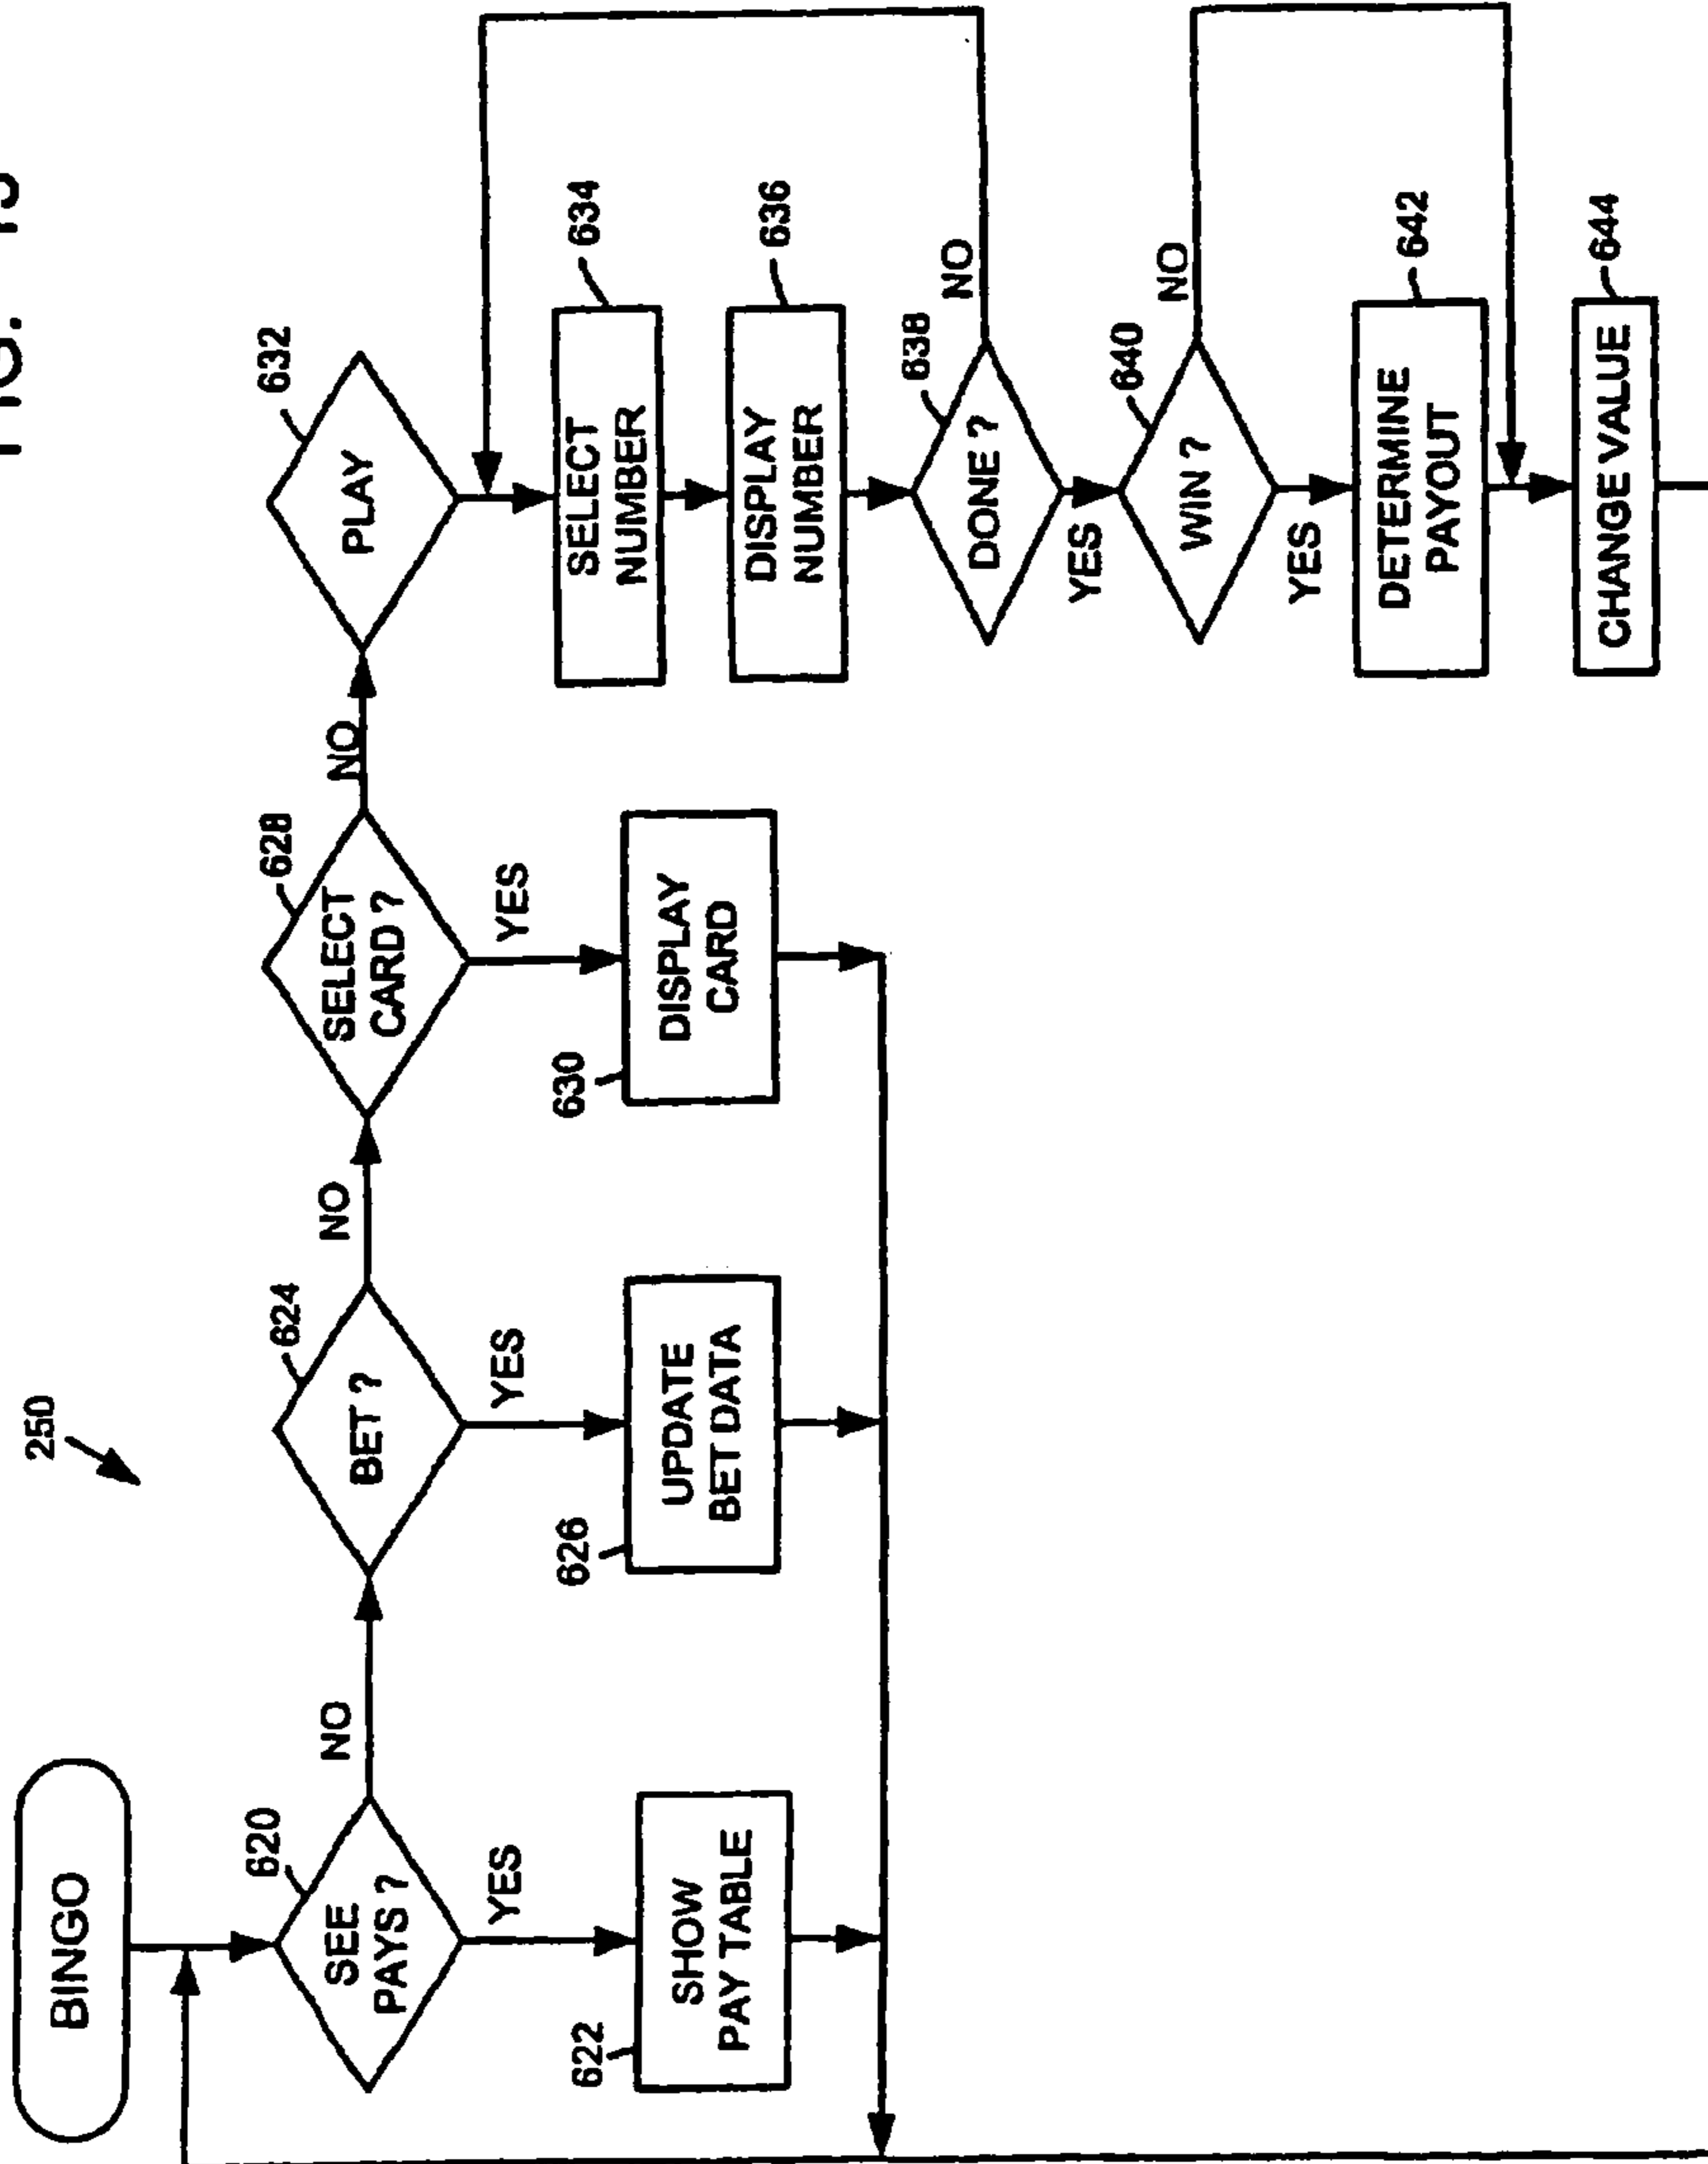 250
BINGO
620
SEE
PAYS ?
NO
YES
622
SHOW
PAY TABLE
624
BET ?
NO
YES
626
UPDATE
BET DATA
628
SELECT
CARD ?
NO
YES
630
DISPLAY
CARD
632
PLAY
634
SELECT
NUMBER
636
DISPLAY
NUMBER
638
DONE ?
NO
YES
640
WIN ?
NO
YES
642
DETERMINE
PAYOUT
644
CHANGE VALUE